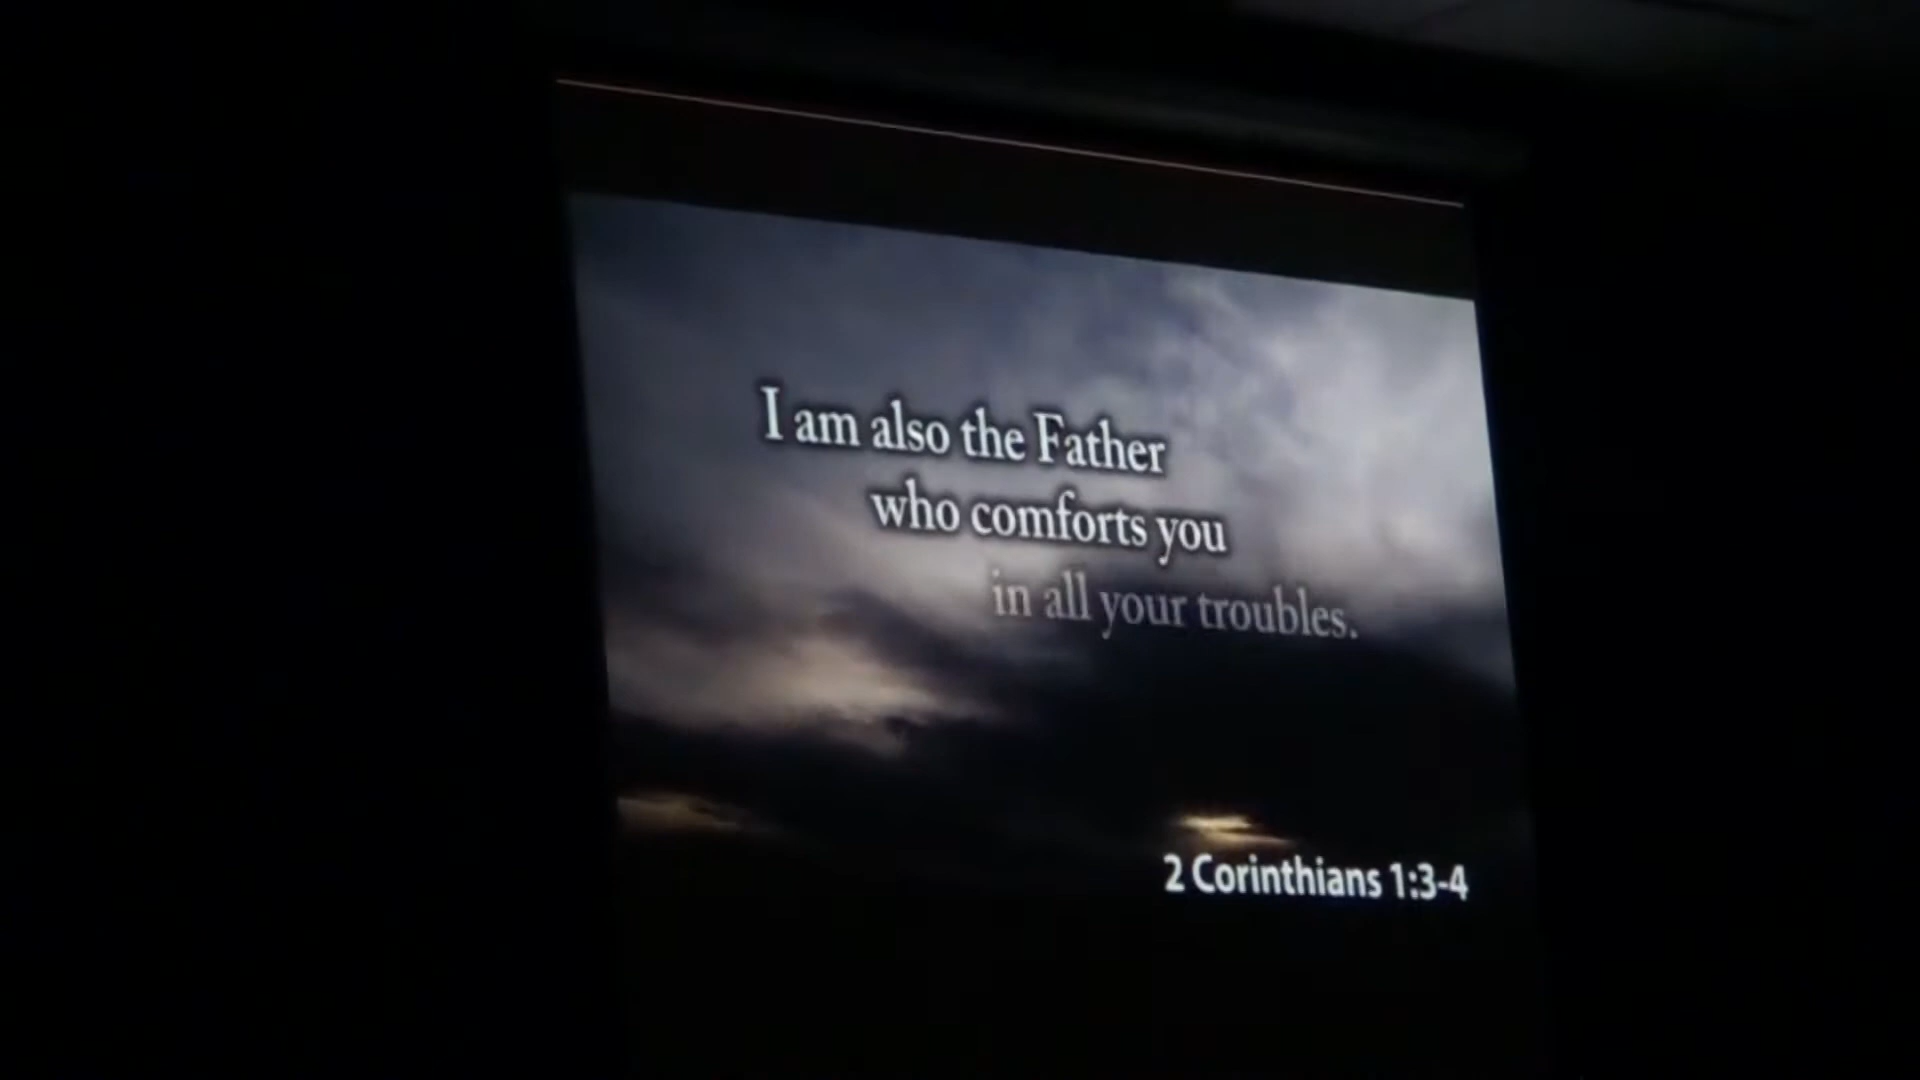 I am also the Father
who comforts you
in all your troubles.
2 Corinthians 1:3-4